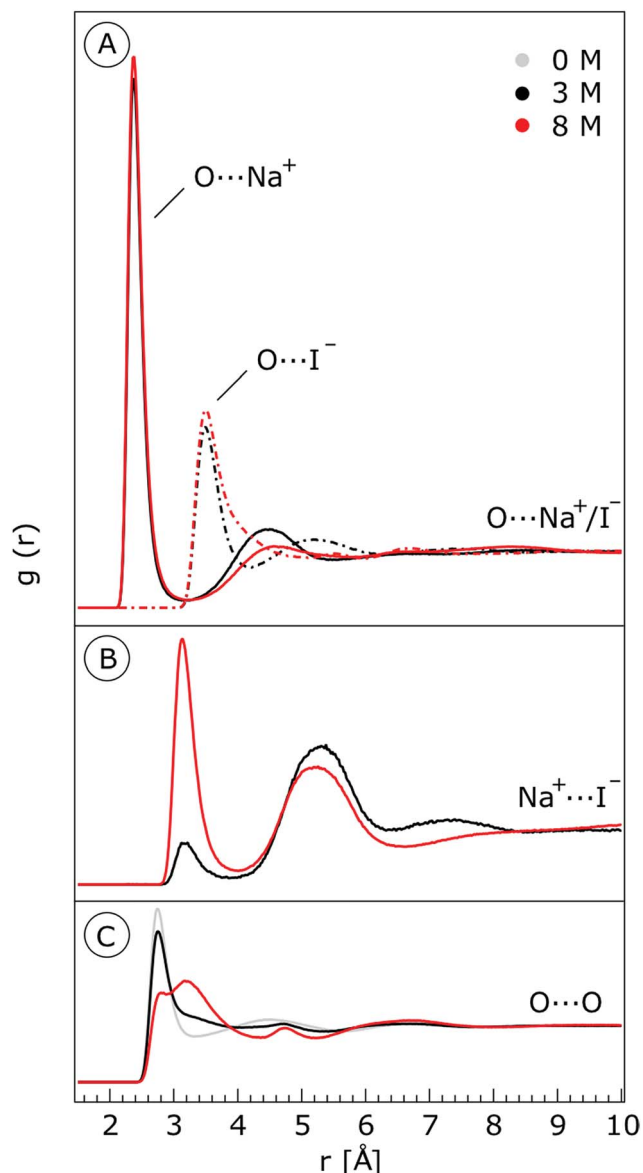 A
0 M
3 M
8 M
O···Na⁺
O···I⁻
O···Na⁺/I⁻
g (r)
B
Na⁺···I⁻
C
O···O
2 3 4 5 6 7 8 9 10
r [Å]